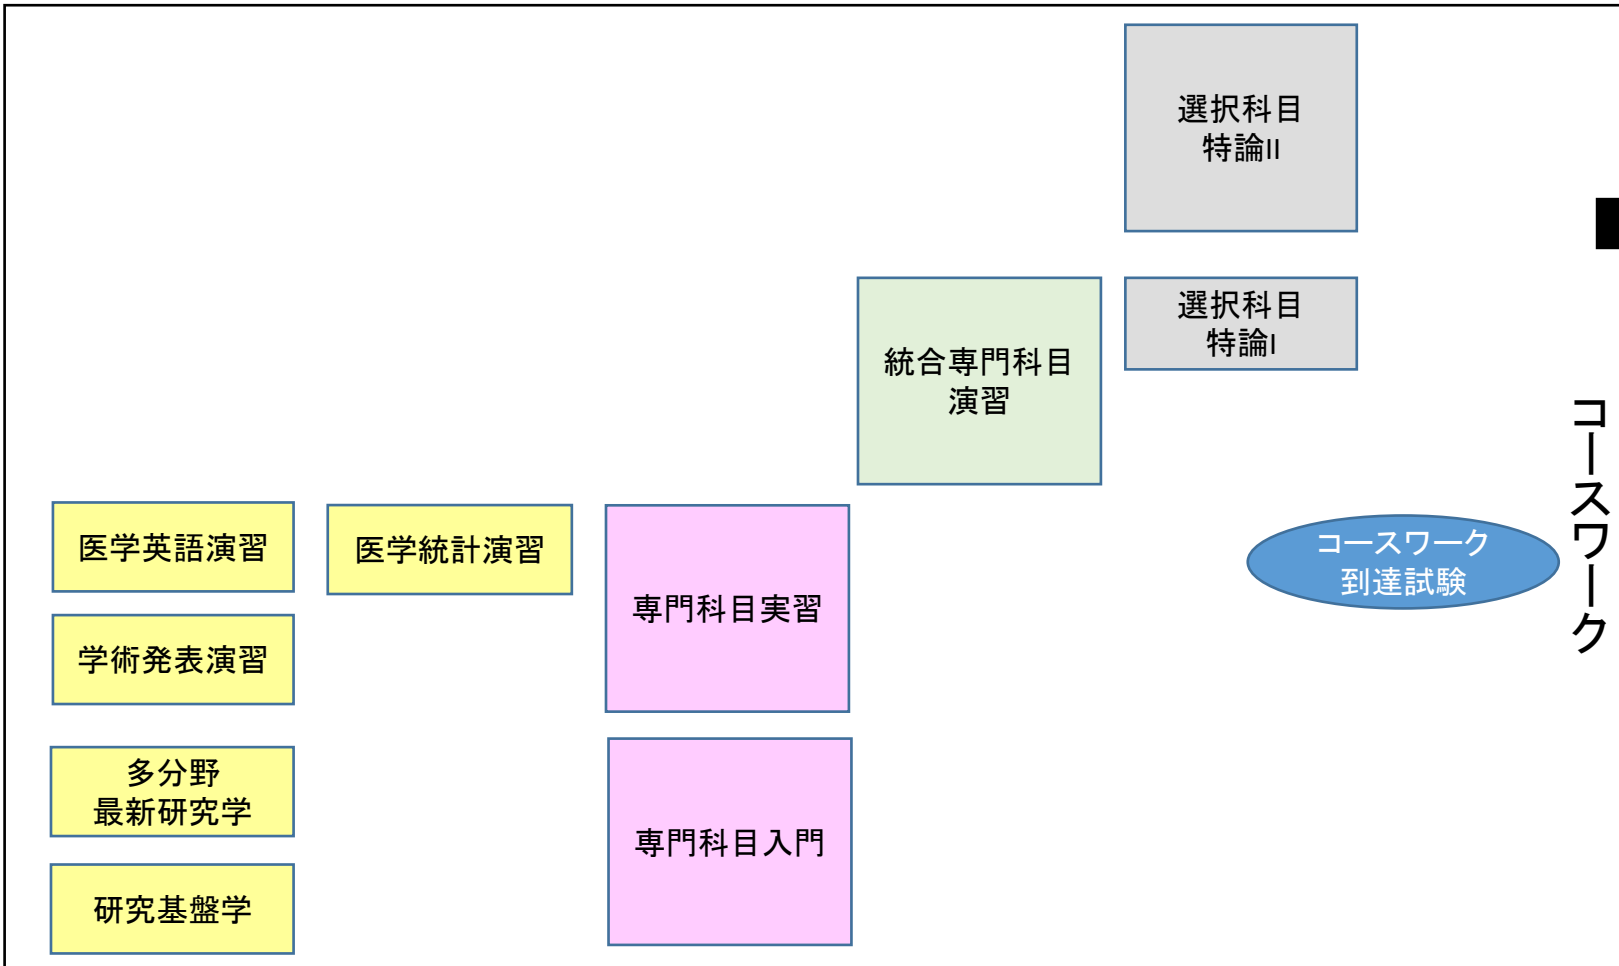 選択科目
特論II
選択科目
特論I
統合専門科目
演習
コースワーク
医学英語演習
医学統計演習
専門科目実習
コースワーク
到達試験
学術発表演習
多分野
最新研究学
専門科目入門
研究基盤学